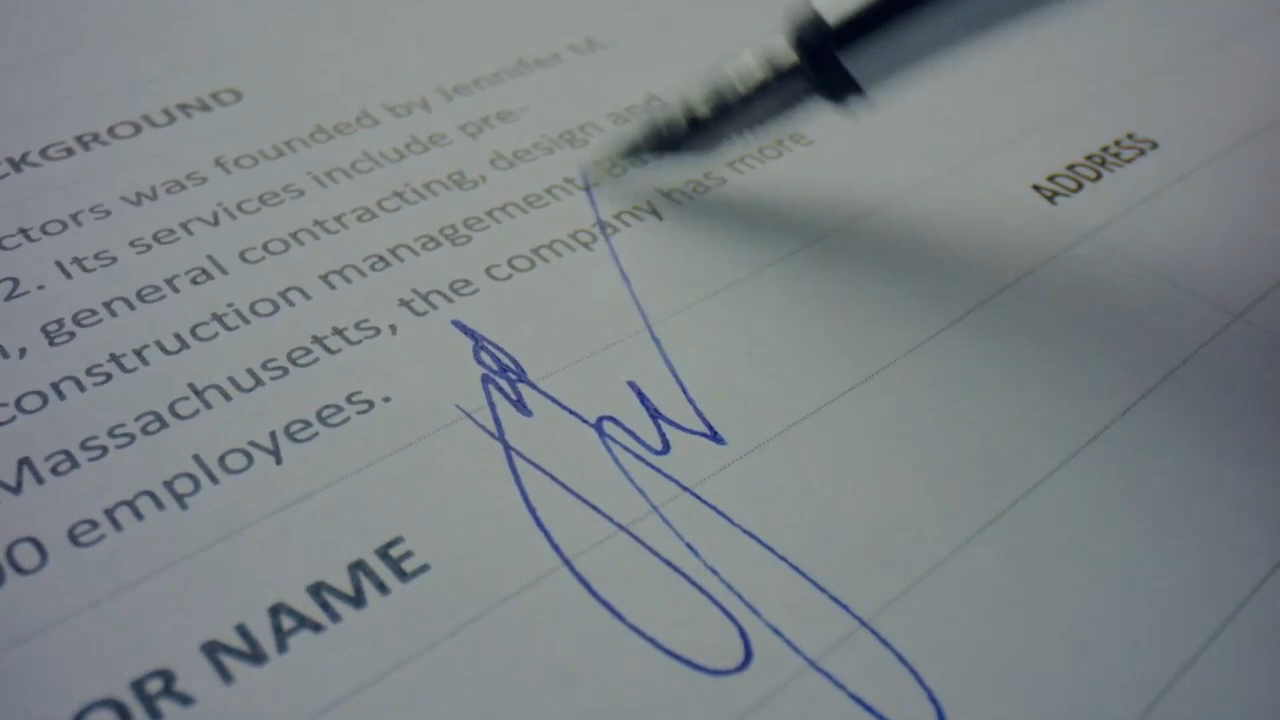 CKGROUND
ctors was founded by Jennifer M.
2. Its services include pre-
, general contracting, design and
construction management.
Massachusetts, the company has more
00 employees.
OR NAME
ADDRESS